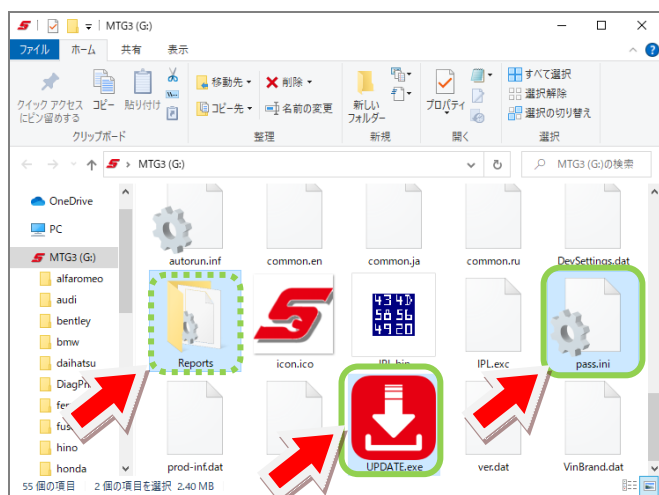 MTG3 (G:)
ファイル ホーム 共有 表示
クイック アクセス
にピン留めする
コピー
貼り付け
移動先
コピー先
削除
名前の変更
新しい
フォルダー
プロパティ
すべて選択
選択解除
選択の切り替え
クリップボード 整理 新規 開く 選択
MTG3 (G:)
MTG3 (G:)の検索
OneDrive
PC
MTG3 (G:)
alfaromeo
audi
bentley
bmw
daihatsu
hino
honda
autorun.inf common.en common.ja common.ru DevSettings.dat
434D
5856
4920
Reports icon.ico IPL.bin IPL.exc pass.ini
prod-inf.dat UPDATE.exe ver.dat VinBrand.dat
55 個の項目 2 個の項目を選択 2.40 MB